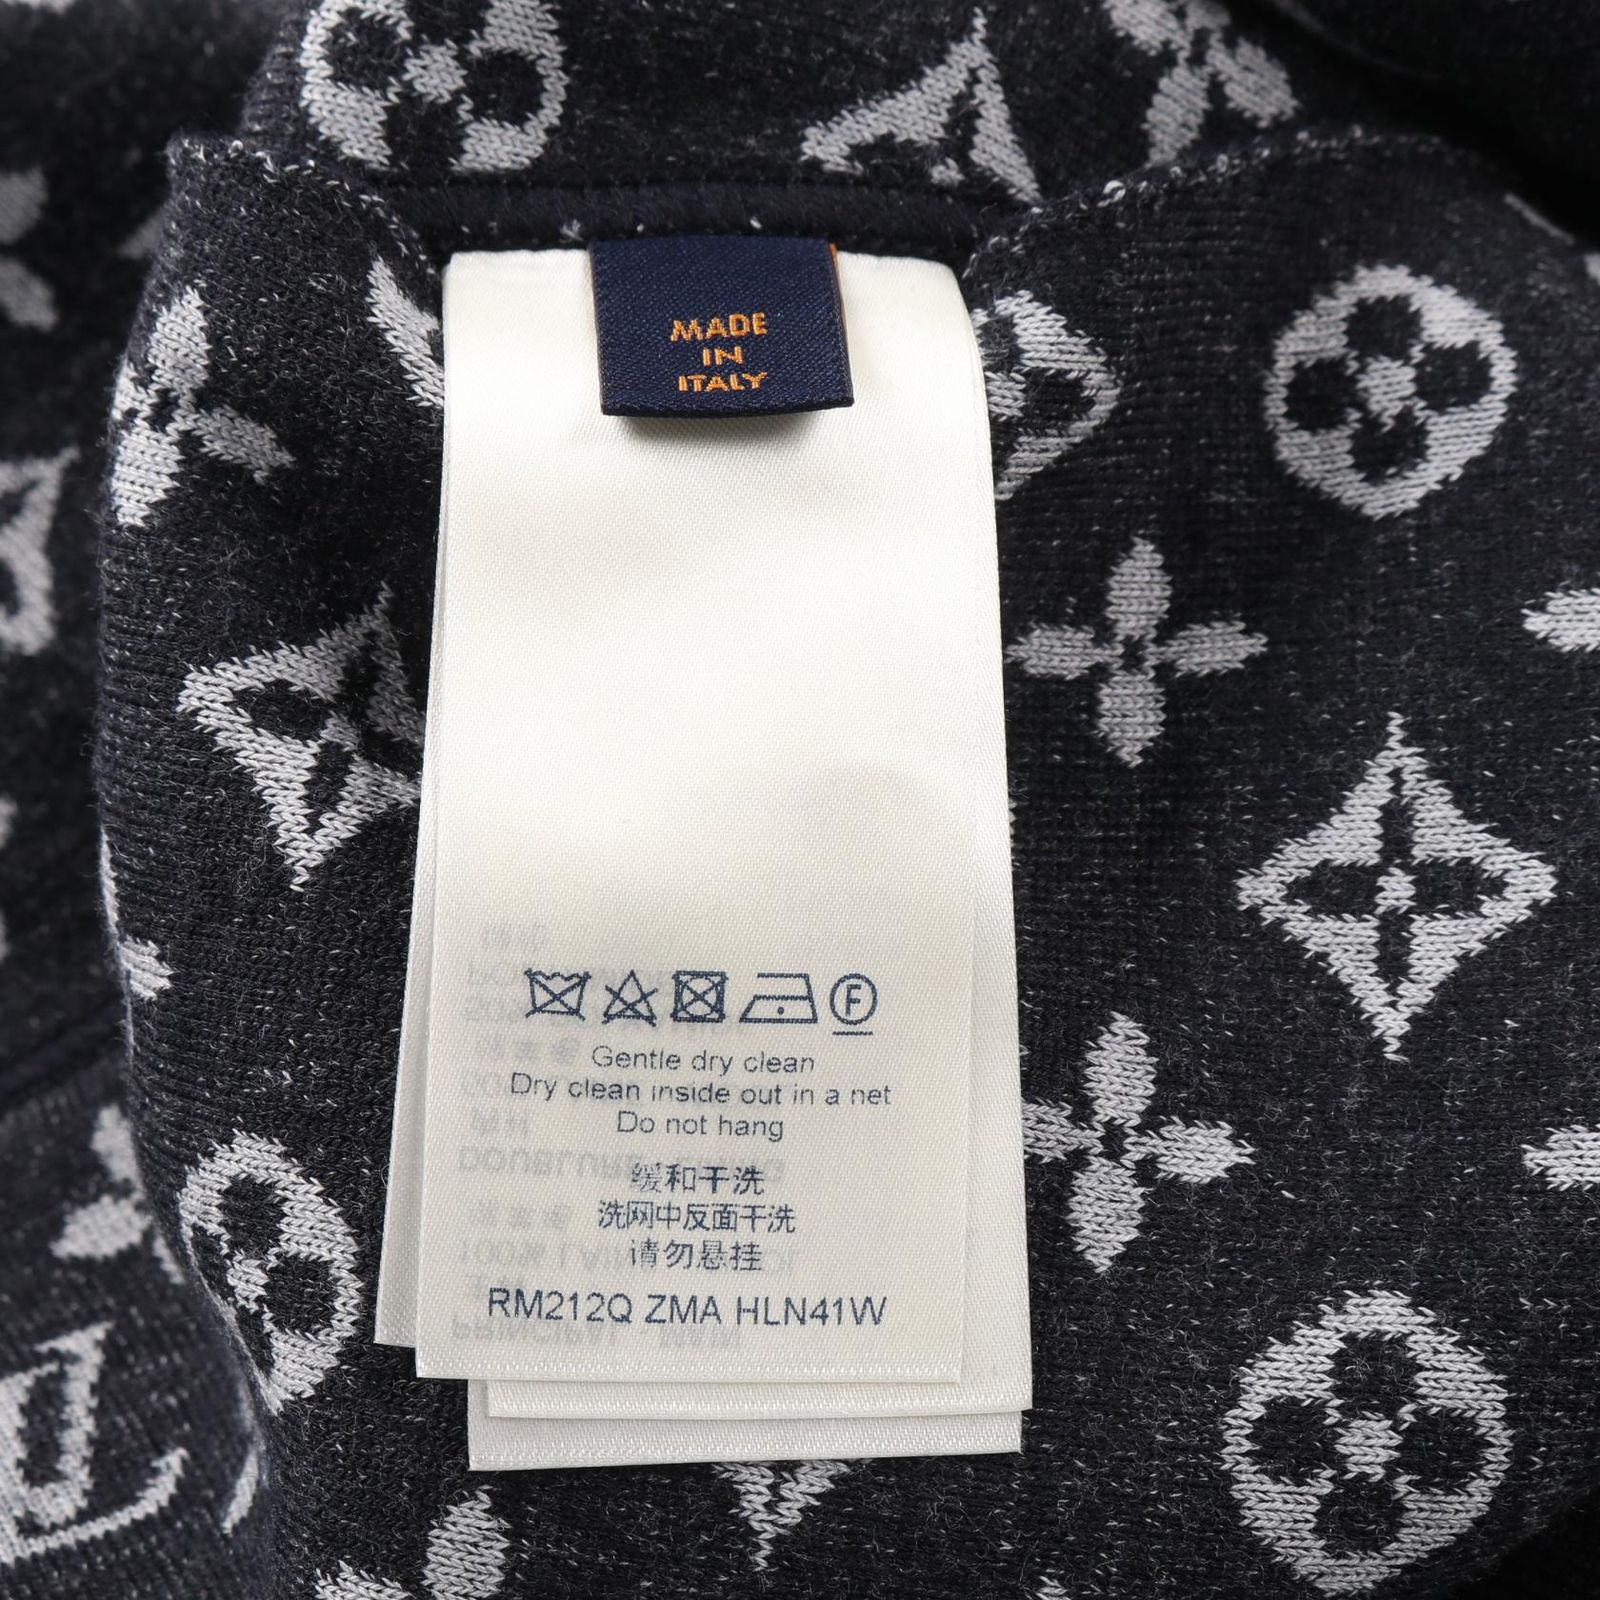 MADE
IN
ITALY
F
Gentle dry clean
Dry clean inside out in a net
Do not hang
缓和干洗
洗网中反面干洗
请勿悬挂
RM212Q ZMA HLN41W